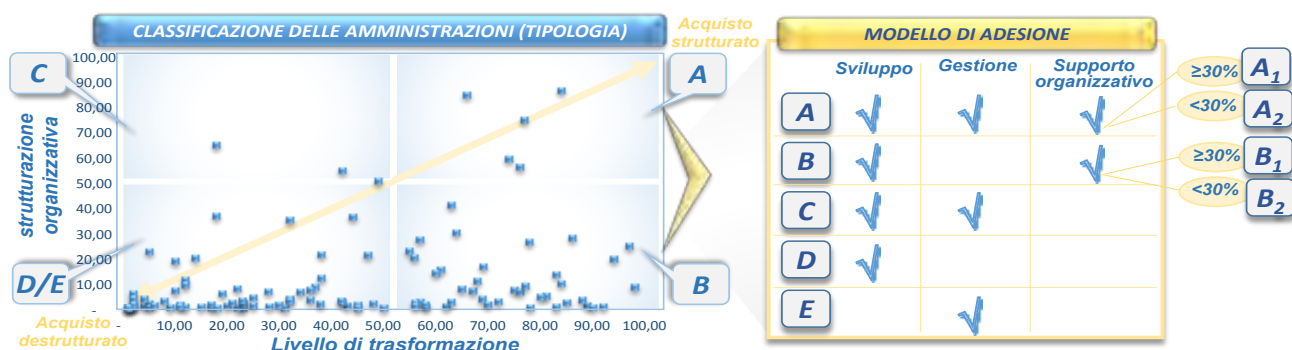 CLASSIFICAZIONE DELLE AMMINISTRAZIONI (TIPOLOGIA)
Acquisto
strutturato
C
A
D/E
B
strutturazione
organizzativa
100,00
90,00
80,00
70,00
60,00
50,00
40,00
30,00
20,00
10,00
-
- 10,00 20,00 30,00 40,00 50,00 60,00 70,00 80,00 90,00 100,00
Acquisto
destrutturato
Livello di trasformazione
MODELLO DI ADESIONE
Sviluppo Gestione Supporto
organizzativo
A
B
C
D
E
≥30% A1
<30% A2
≥30% B1
<30% B2